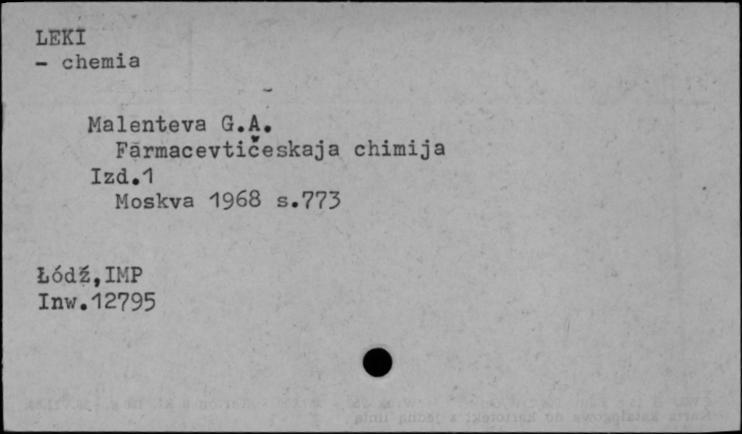 LEKI
- chemia
Malenteva G.A.
Farmacevtičeskaja chimija
Izd.1
Moskva 1968 s.773
Łódź,IMP
Inw.12795